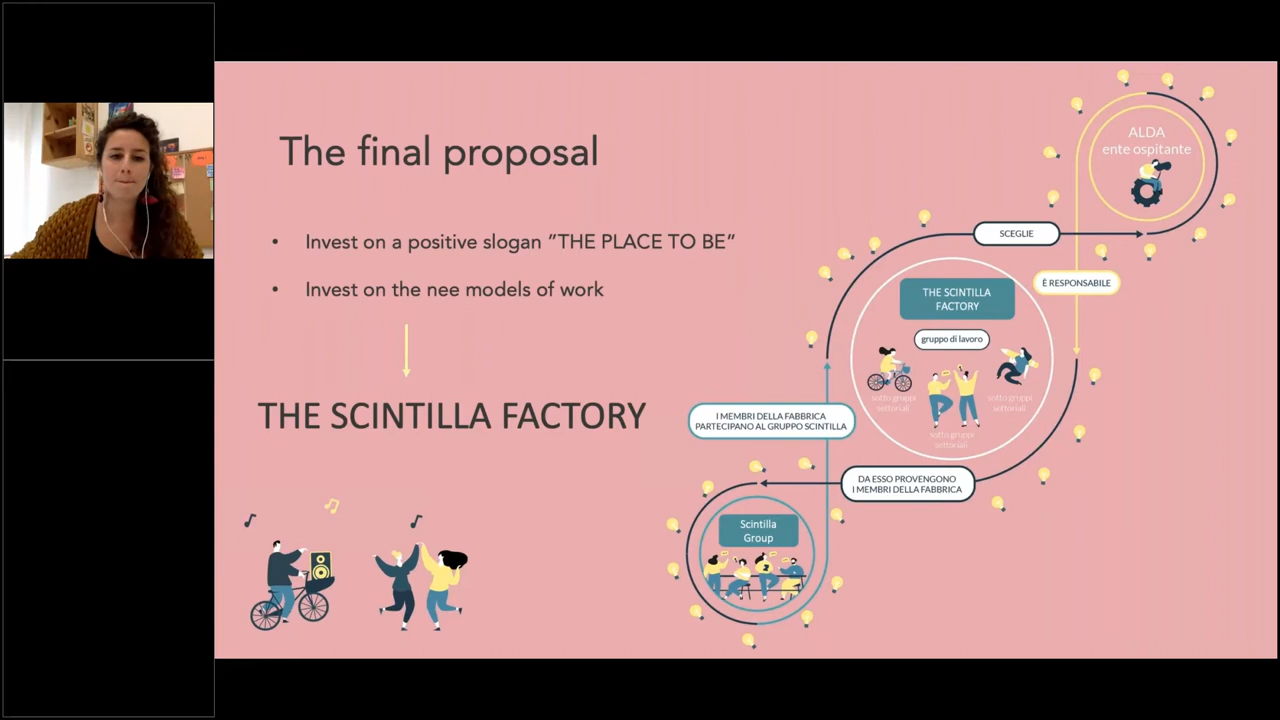 The final proposal
• Invest on a positive slogan ”THE PLACE TO BE”
• Invest on the nee models of work
THE SCINTILLA FACTORY
ALDA
ente ospitante
SCEGLIE
È RESPONSABILE
THE SCINTILLA
FACTORY
gruppo di lavoro
sotto gruppi
settoriali
sotto gruppi
settoriali
sotto gruppi
settoriali
I MEMBRI DELLA FABBRICA
PARTECIPANO AL GRUPPO SCINTILLA
DA ESSO PROVENGONO
I MEMBRI DELLA FABBRICA
Scintilla
Group